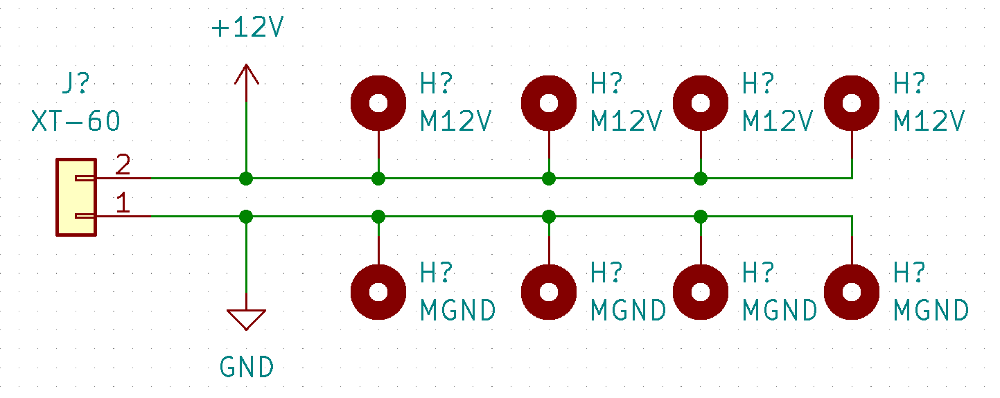 +12V
J?
XT-60
H?
M12V
H?
M12V
H?
M12V
H?
M12V
2
1
H?
MGND
H?
MGND
H?
MGND
H?
MGND
GND